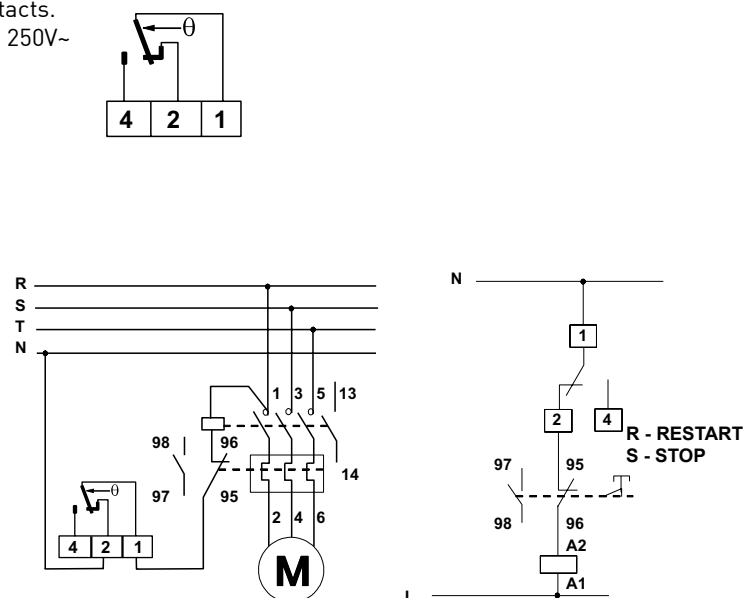 tacts.
250V~
θ
4 2 1
R
S
T
N
1 3 5 13
98 96
14
97 95
θ
4 2 1
2 4 6
M
N
1
2 4
R - RESTART
S - STOP
97 95
98 96
A2
A1